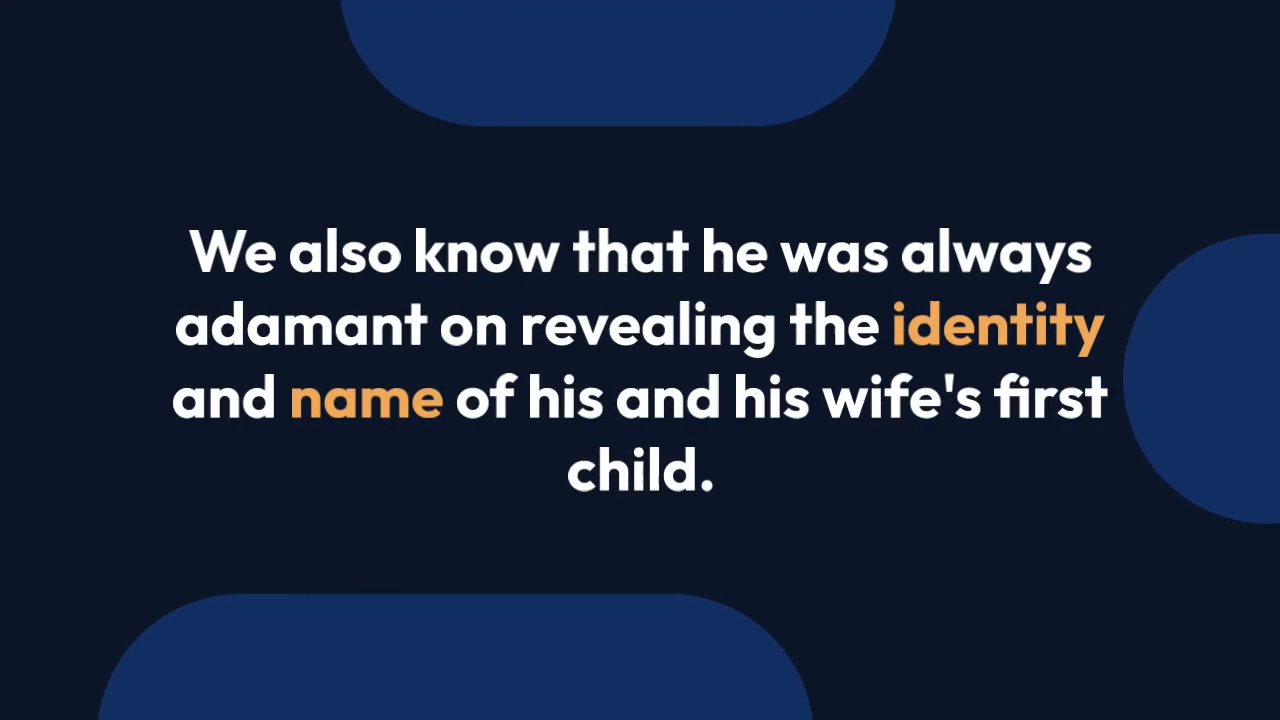 We also know that he was always
adamant on revealing the identity
and name of his and his wife's first
child.